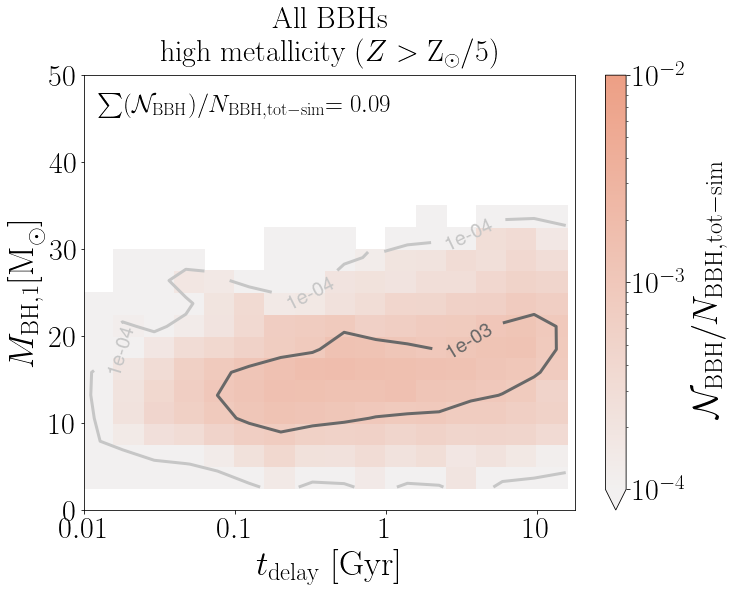 All BBHs
high metallicity (Z > Z⊙/5)
∑(𝒩BBH)/NBBH,tot−sim= 0.09
50
40
30
20
10
0
MBH,1[M⊙]
1e-04
1e-04
1e-04
1e-03
0.01
0.1
1
10
tdelay [Gyr]
10−2
10−3
10−4
𝒩BBH/NBBH,tot−sim